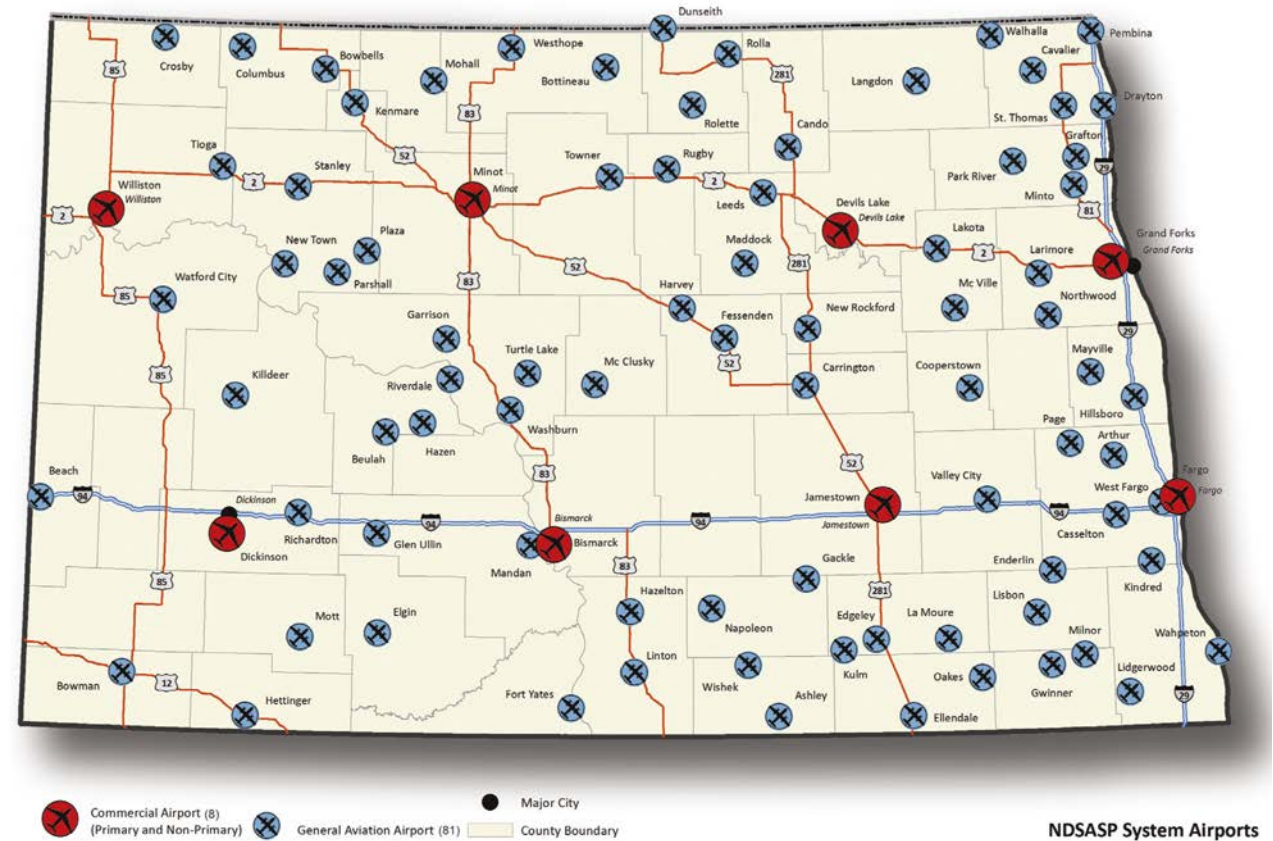 Dunseith
Crosby
Columbus
Bowbells
Mohall
Westhope
Bottineau
Rolla
Walhalla
Pembina
Cavalier
85
281
Langdon
Kenmare
83
Rolette
St. Thomas
Drayton
Cando
Grafton
Tioga
Stanley
52
Towner
Rugby
Park River
29
Williston
Williston
2
Minot
Minot
2
Leeds
Devils Lake
Devils Lake
Minto
81
2
New Town
Plaza
Parshall
Maddock
281
Lakota
2
Larimore
Grand Forks
Grand Forks
Watford City
85
83
52
Harvey
Mc Ville
Northwood
Garrison
Fessenden
New Rockford
29
Killdeer
85
Riverdale
Turtle Lake
Mc Clusky
52
Carrington
Cooperstown
Mayville
Beulah
Hazen
Washburn
Page
Arthur
Hillsboro
Beach
94
83
52
Valley City
West Fargo
Fargo
Fargo
Dickinson
Dickinson
Richardton
Glen Ullin
94
Bismarck
Bismarck
Mandan
94
Jamestown
Jamestown
94
Casselton
85
83
Gackle
Enderlin
Kindred
Hazelton
281
Mott
Elgin
Napoleon
Edgeley
La Moure
Lisbon
Milnor
Wahpeton
Bowman
12
Linton
Wishek
Kulm
Oakes
Gwinner
Lidgerwood
Hettinger
Fort Yates
Ashley
Ellendale
29
Commercial Airport (8)
(Primary and Non-Primary)
General Aviation Airport (81)
Major City
County Boundary
NDSASP System Airports